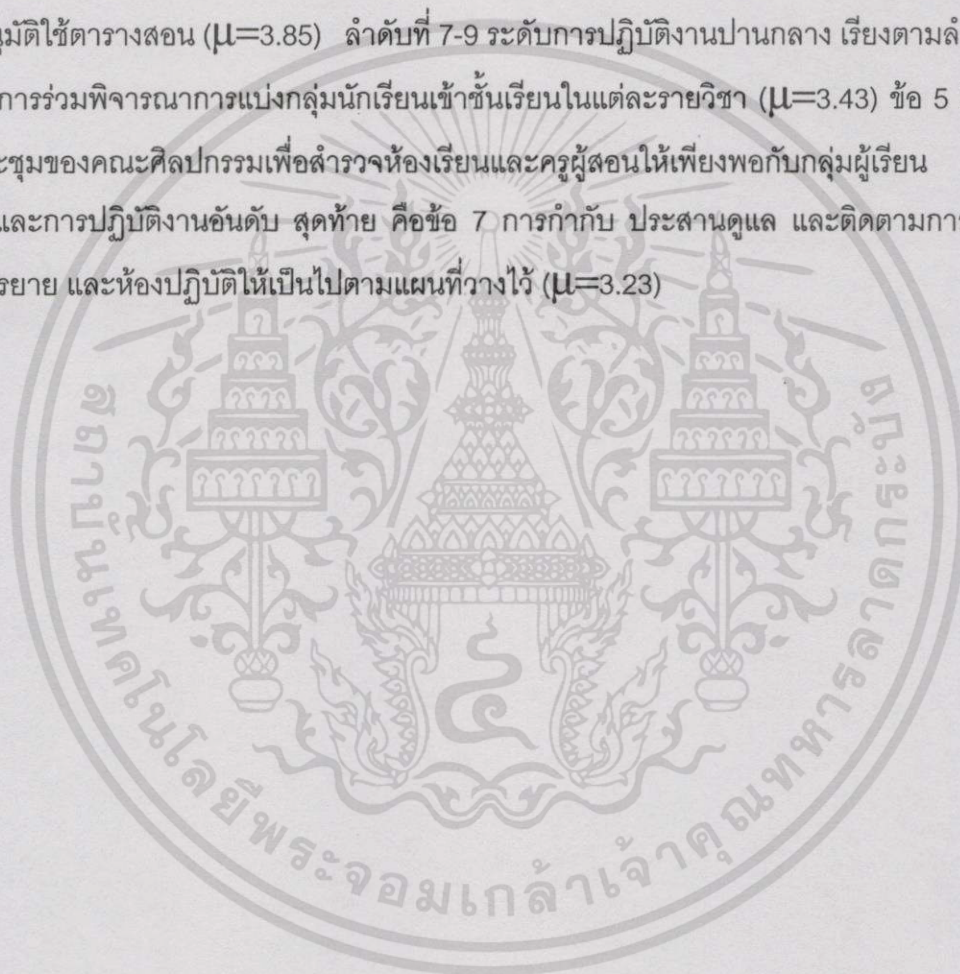 นุมัติใช้ตารางสอน (μ=3.85) ลำดับที่ 7-9 ระดับการปฏิบัติงานปานกลาง เรียงตามลำ
การร่วมพิจารณาการแบ่งกลุ่มนักเรียนเข้าชั้นเรียนในแต่ละรายวิชา (μ=3.43) ข้อ 5
ะชุมของคณะศิลปกรรมเพื่อสำรวจห้องเรียนและครูผู้สอนให้เพียงพอกับกลุ่มผู้เรียน
และการปฏิบัติงานอันดับ สุดท้าย คือข้อ 7 การกำกับ ประสานดูแล และติดตามกา
รยาย และห้องปฏิบัติให้เป็นไปตามแผนที่วางไว้ (μ=3.23)
สถาบันเทคโนโลยีพระจอมเกล้าเจ้าคุณทหารลาดกระบัง
๔